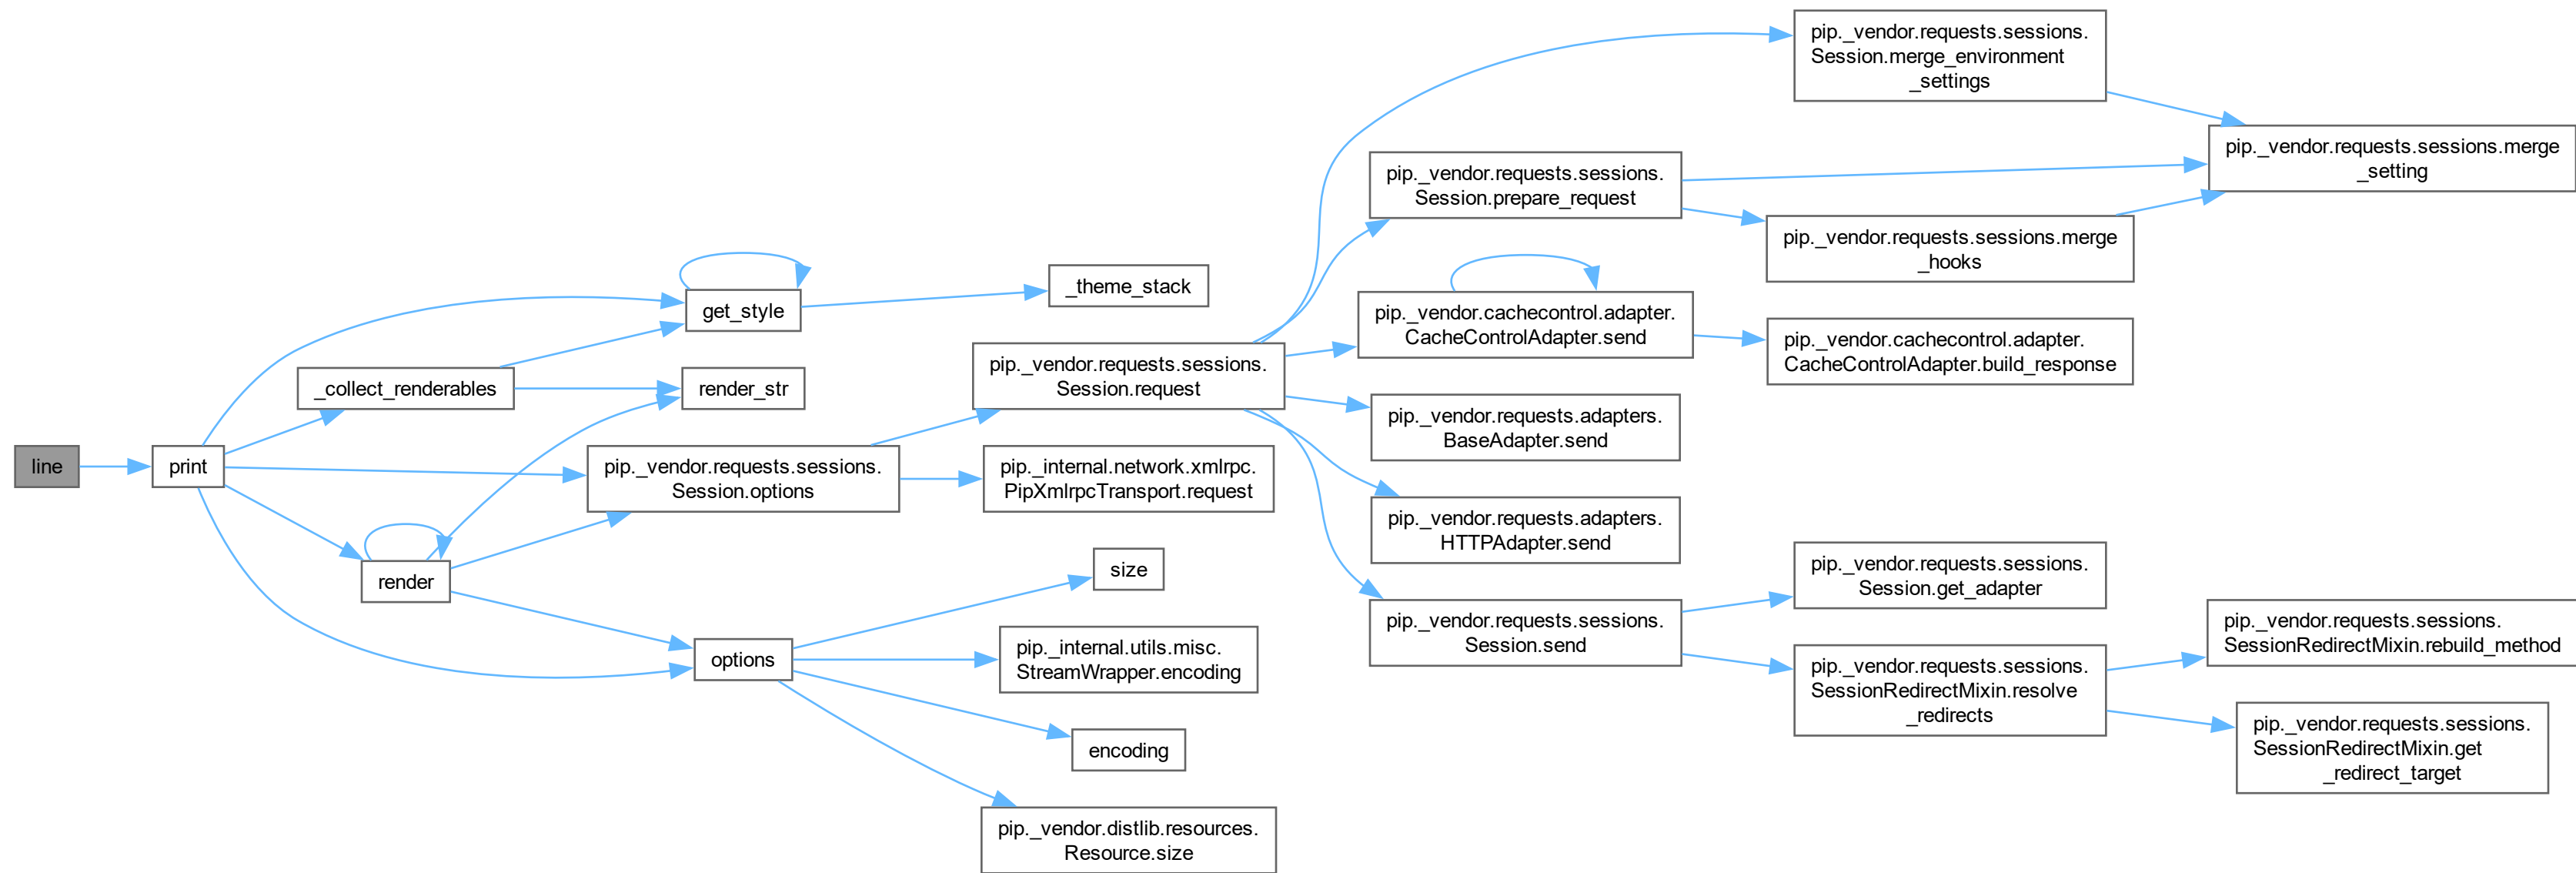 line
print
get_style
_collect_renderables
render_str
pip._vendor.requests.sessions.
Session.options
render
options
_theme_stack
pip._vendor.requests.sessions.
Session.request
pip._internal.network.xmlrpc.
PipXmlrpcTransport.request
size
pip._internal.utils.misc.
StreamWrapper.encoding
encoding
pip._vendor.distlib.resources.
Resource.size
pip._vendor.requests.sessions.
Session.merge_environment
_settings
pip._vendor.requests.sessions.
Session.prepare_request
pip._vendor.requests.sessions.merge
_setting
pip._vendor.requests.sessions.merge
_hooks
pip._vendor.cachecontrol.adapter.
CacheControlAdapter.send
pip._vendor.cachecontrol.adapter.
CacheControlAdapter.build_response
pip._vendor.requests.adapters.
BaseAdapter.send
pip._vendor.requests.adapters.
HTTPAdapter.send
pip._vendor.requests.sessions.
Session.send
pip._vendor.requests.sessions.
Session.get_adapter
pip._vendor.requests.sessions.
SessionRedirectMixin.resolve
_redirects
pip._vendor.requests.sessions.
SessionRedirectMixin.rebuild_method
pip._vendor.requests.sessions.
SessionRedirectMixin.get
_redirect_target